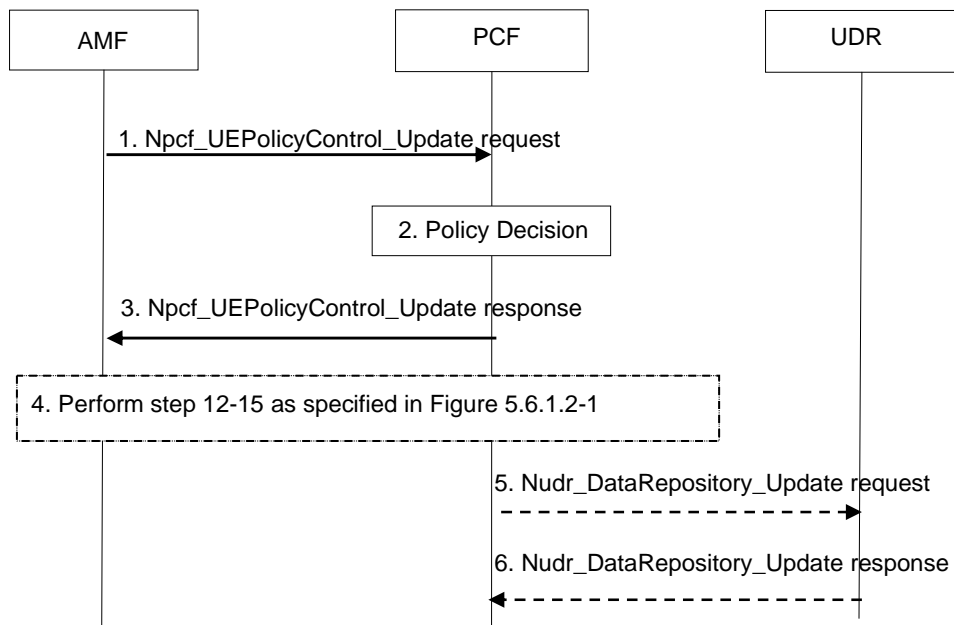 AMF
PCF
UDR
1. Npcf_UEPolicyControl_Update request
2. Policy Decision
3. Npcf_UEPolicyControl_Update response
4. Perform step 12-15 as specified in Figure 5.6.1.2-1
5. Nudr_DataRepository_Update request
6. Nudr_DataRepository_Update response